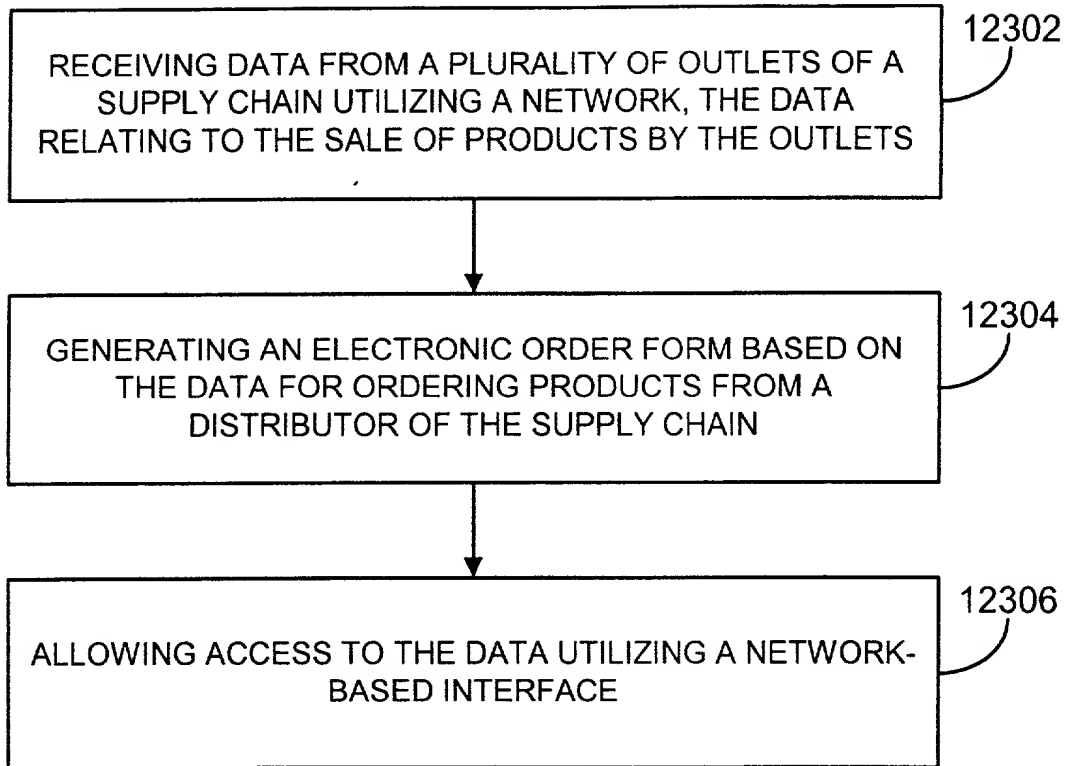 12302
RECEIVING DATA FROM A PLURALITY OF OUTLETS OF A
SUPPLY CHAIN UTILIZING A NETWORK, THE DATA
RELATING TO THE SALE OF PRODUCTS BY THE OUTLETS
12304
GENERATING AN ELECTRONIC ORDER FORM BASED ON
THE DATA FOR ORDERING PRODUCTS FROM A
DISTRIBUTOR OF THE SUPPLY CHAIN
12306
ALLOWING ACCESS TO THE DATA UTILIZING A NETWORK-
BASED INTERFACE